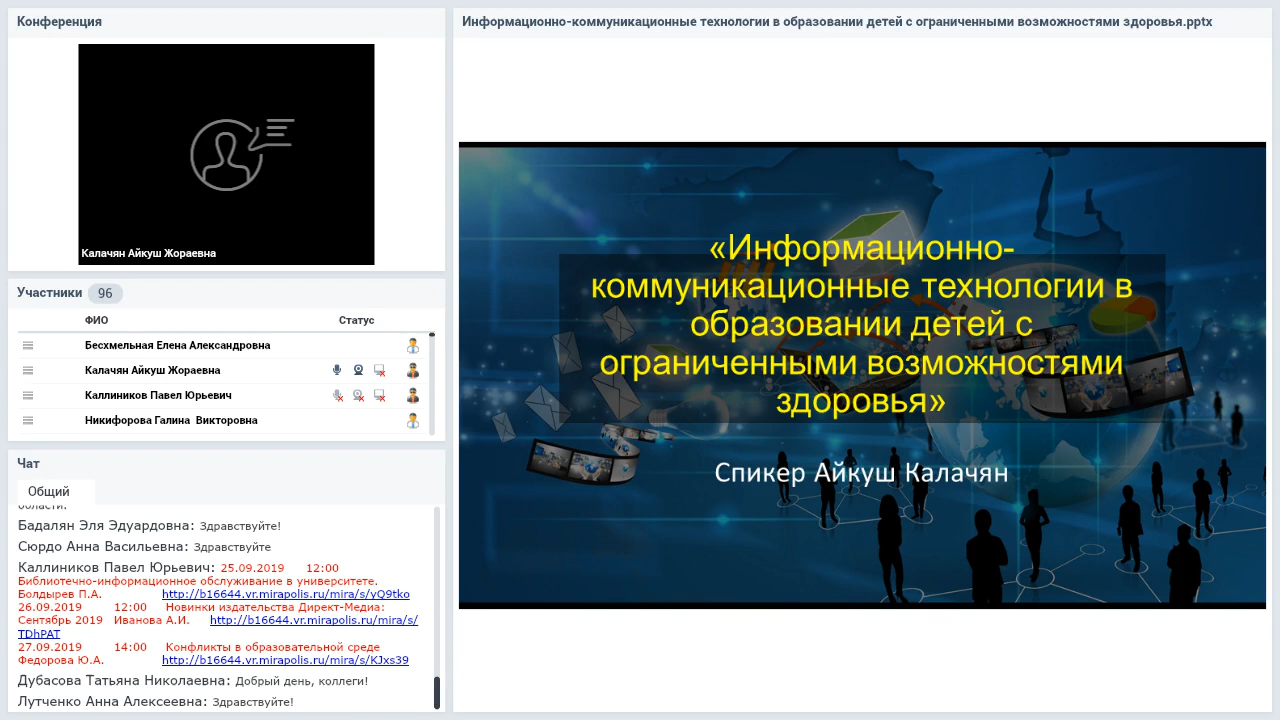 Конференция
Калачян Айкуш Жораевна
Участники 96
ФИО Статус
Бесхмельная Елена Александровна
Калачян Айкуш Жораевна
Каллиников Павел Юрьевич
Никифорова Галина Викторовна
Чат
Общий
области.
Бадалян Эля Эдуардовна: Здравствуйте!
Сюрдо Анна Васильевна: Здравствуйте
Каллиников Павел Юрьевич: 25.09.2019 12:00
Библиотечно-информационное обслуживание в университете.
Болдырев П.А. http://b16644.vr.mirapolis.ru/mira/s/yQ9tko
26.09.2019 12:00 Новинки издательства Директ-Медиа:
Сентябрь 2019 Иванова А.И. http://b16644.vr.mirapolis.ru/mira/s/
TDhPAT
27.09.2019 14:00 Конфликты в образовательной среде
Федорова Ю.А. http://b16644.vr.mirapolis.ru/mira/s/KJxs39
Дубасова Татьяна Николаевна: Добрый день, коллеги!
Лутченко Анна Алексеевна: Здравствуйте!
Информационно-коммуникационные технологии в образовании детей с ограниченными возможностями здоровья.pptx
«Информационно-
коммуникационные технологии в
образовании детей с
ограниченными возможностями
здоровья»
Спикер Айкуш Калачян